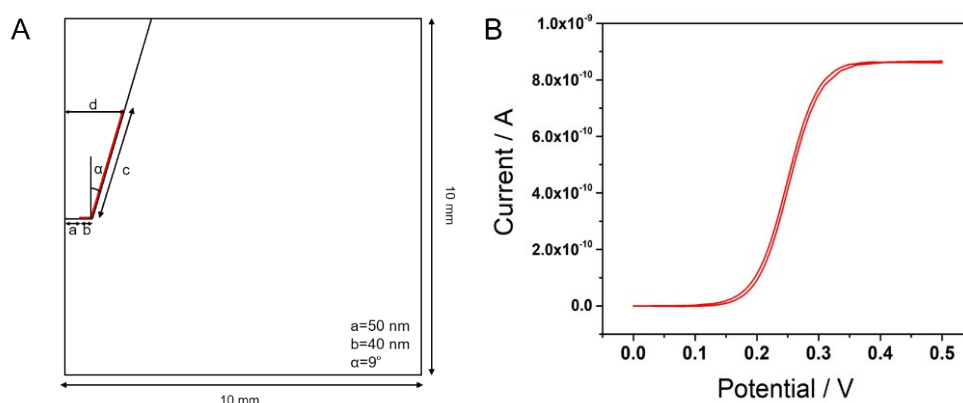 A
d
α
c
a
b
10 mm
a=50 nm
b=40 nm
α=9°
10 mm
B
1.0x10⁻⁹
8.0x10⁻¹⁰
6.0x10⁻¹⁰
4.0x10⁻¹⁰
2.0x10⁻¹⁰
0.0
Current / A
0.0 0.1 0.2 0.3 0.4 0.5
Potential / V